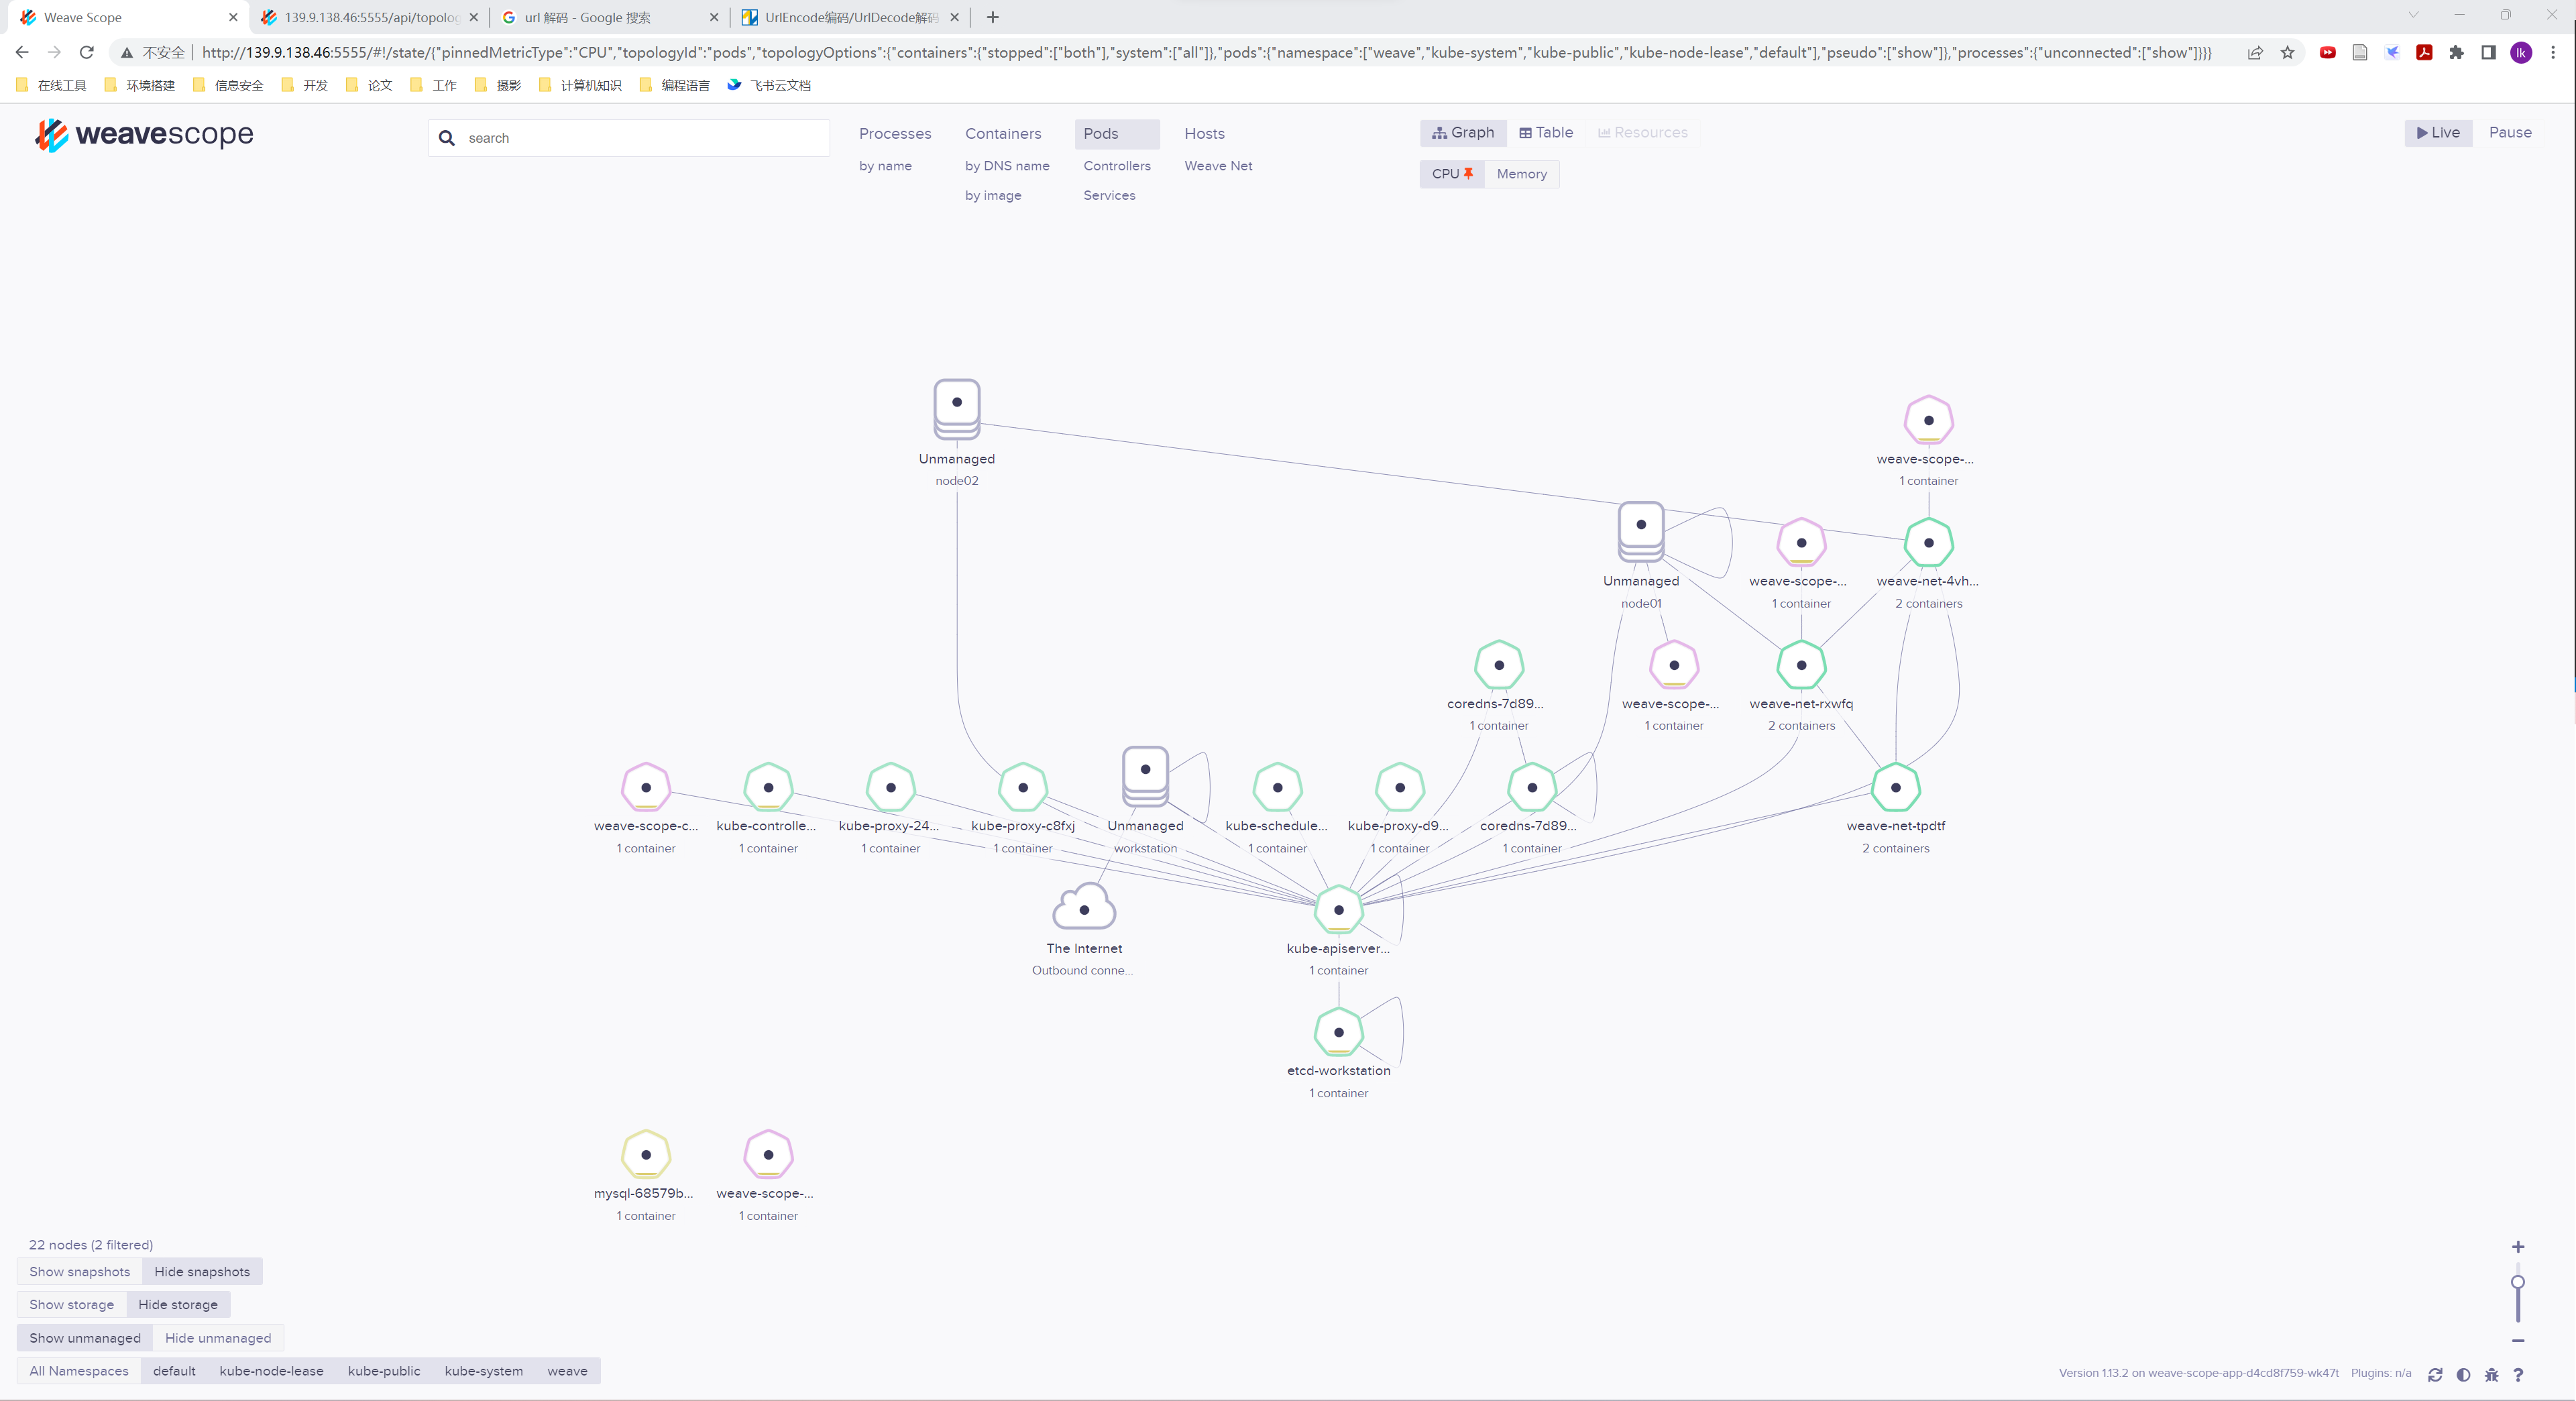 Weave Scope
139.9.138.46:5555/api/topolog
url 解码 - Google 搜索
UrlEncode编码/UrlDecode解码
不安全
http://139.9.138.46:5555/#!/state/{"pinnedMetricType":"CPU","topologyId":"pods","topologyOptions":{"containers":{"stopped":["both"],"system":["all"]},"pods":{"namespace":["weave","kube-system","kube-public","kube-node-lease","default"],"pseudo":["show"]},"processes":{"unconnected":["show"]}}}
lk
在线工具 环境搭建 信息安全 开发 论文 工作 摄影 计算机知识 编程语言 飞书云文档
weavescope
search
Processes Containers Pods Hosts
by name by DNS name Controllers Weave Net
by image Services
Graph Table Resources
CPU Memory
Live Pause
Unmanaged
node02
weave-scope-...
1 container
Unmanaged
node01
weave-scope-...
1 container
weave-net-4vh...
2 containers
coredns-7d89...
1 container
weave-scope-...
1 container
weave-net-rxwfq
2 containers
weave-scope-c...
1 container
kube-controlle...
1 container
kube-proxy-24...
1 container
kube-proxy-c8fxj
1 container
Unmanaged
workstation
kube-schedule...
1 container
kube-proxy-d9...
1 container
coredns-7d89...
1 container
weave-net-tpdtf
2 containers
The Internet
Outbound conne...
kube-apiserver...
1 container
etcd-workstation
1 container
mysql-68579b...
1 container
weave-scope-...
1 container
22 nodes (2 filtered)
Show snapshots Hide snapshots
Show storage Hide storage
Show unmanaged Hide unmanaged
All Namespaces default kube-node-lease kube-public kube-system weave
Version 1.13.2 on weave-scope-app-d4cd8f759-wk47t Plugins: n/a